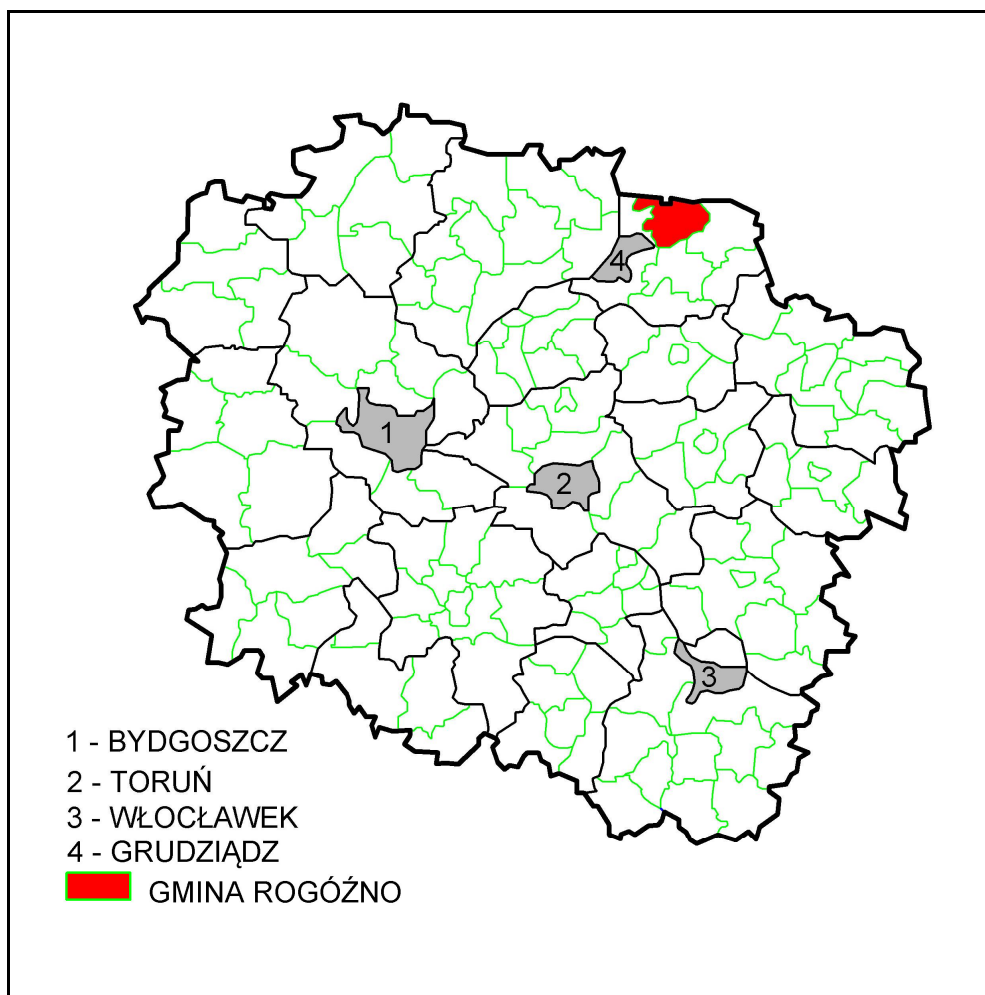 4
1
2
3
1 - BYDGOSZCZ
2 - TORUŃ
3 - WŁOCŁAWEK
4 - GRUDZIĄDZ
GMINA ROGÓŹNO